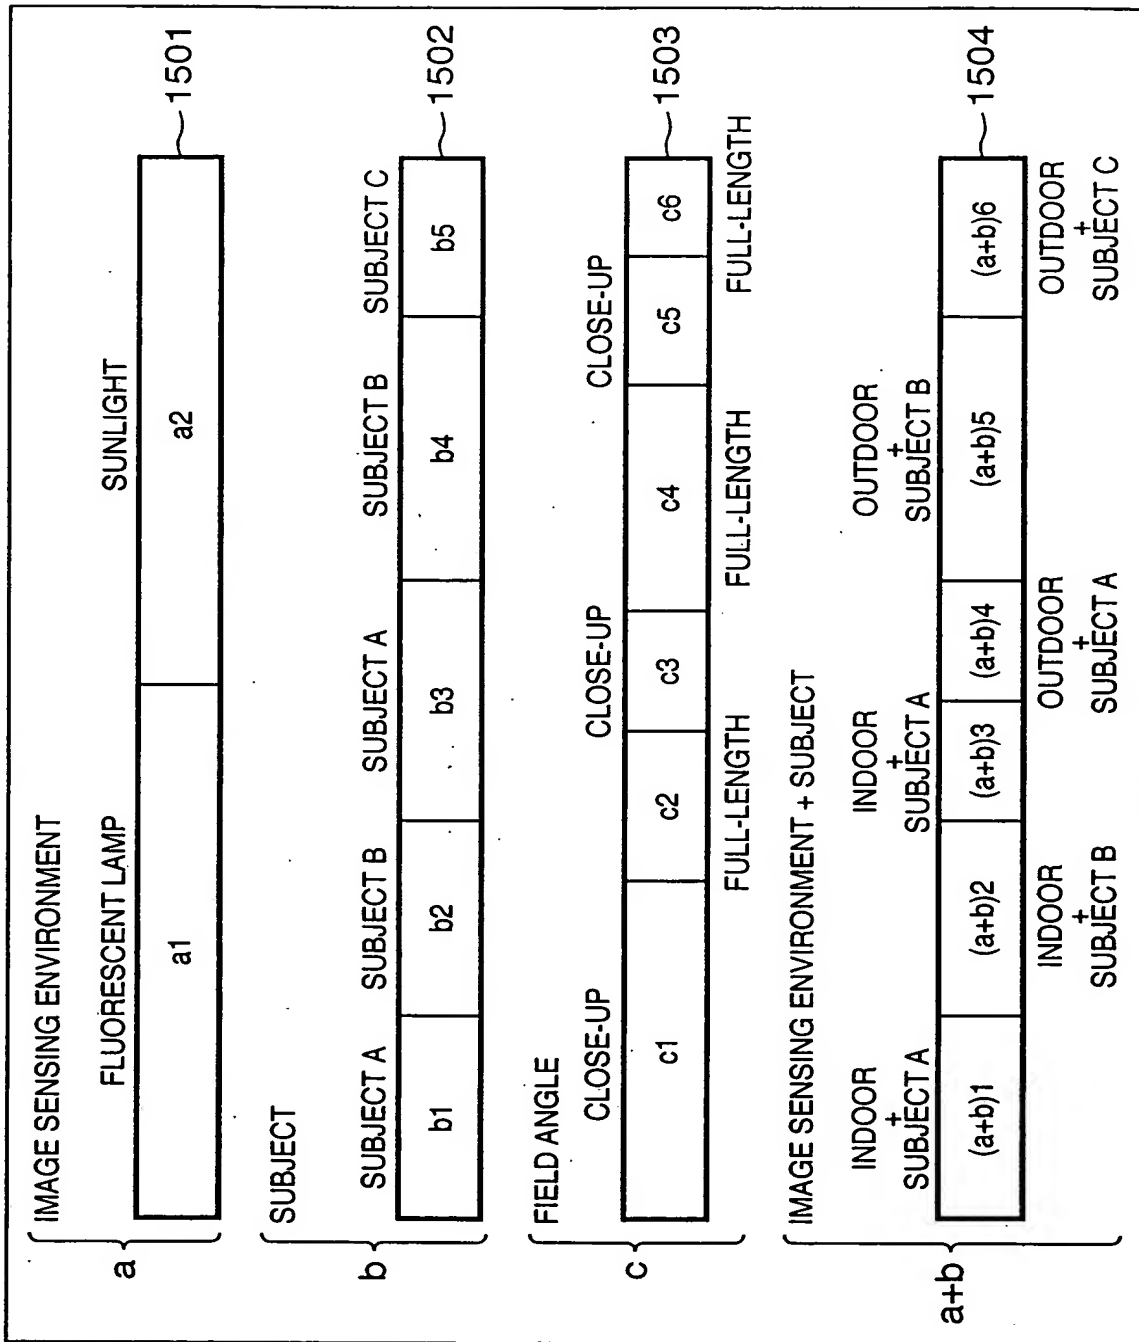 a
IMAGE SENSING ENVIRONMENT
FLUORESCENT LAMP
SUNLIGHT
a1
a2
1501
b
SUBJECT
SUBJECT A
SUBJECT B
SUBJECT A
SUBJECT B
SUBJECT C
b1
b2
b3
b4
b5
1502
c
FIELD ANGLE
CLOSE-UP
CLOSE-UP
CLOSE-UP
c1
c2
c3
c4
c5
c6
1503
FULL-LENGTH
FULL-LENGTH
FULL-LENGTH
a+b
IMAGE SENSING ENVIRONMENT + SUBJECT
INDOOR
+
SUBJECT A
INDOOR
+
SUBJECT A
OUTDOOR
+
SUBJECT B
(a+b)1
(a+b)2
(a+b)3
(a+b)4
(a+b)5
(a+b)6
1504
INDOOR
+
SUBJECT B
OUTDOOR
+
SUBJECT A
OUTDOOR
+
SUBJECT C